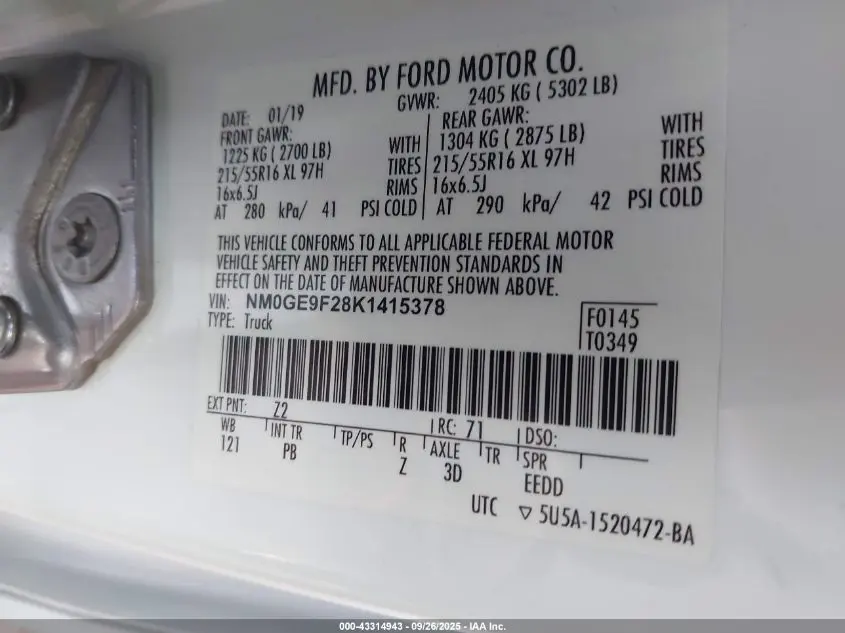 MFD. BY FORD MOTOR CO.
DATE: 01/19
GVWR: 2405 KG ( 5302 LB)
FRONT GAWR:
1225 KG ( 2700 LB) WITH
215/55R16 XL 97H TIRES
16x6.5J RIMS
AT 280 kPa/ 41 PSI COLD
REAR GAWR:
1304 KG ( 2875 LB) WITH
215/55R16 XL 97H TIRES
16x6.5J RIMS
AT 290 kPa/ 42 PSI COLD
THIS VEHICLE CONFORMS TO ALL APPLICABLE FEDERAL MOTOR
VEHICLE SAFETY AND THEFT PREVENTION STANDARDS IN
EFFECT ON THE DATE OF MANUFACTURE SHOWN ABOVE.
VIN: NM0GE9F28K1415378
TYPE: Truck
F0145
T0349
EXT PNT: Z2 RC: 71 DSO:
WB INT TR TP/PS R AXLE TR SPR
121 PB Z 3D EEDD
UTC ▽ 5U5A-1520472-BA
000-43314943 - 09/26/2025 - IAA Inc.